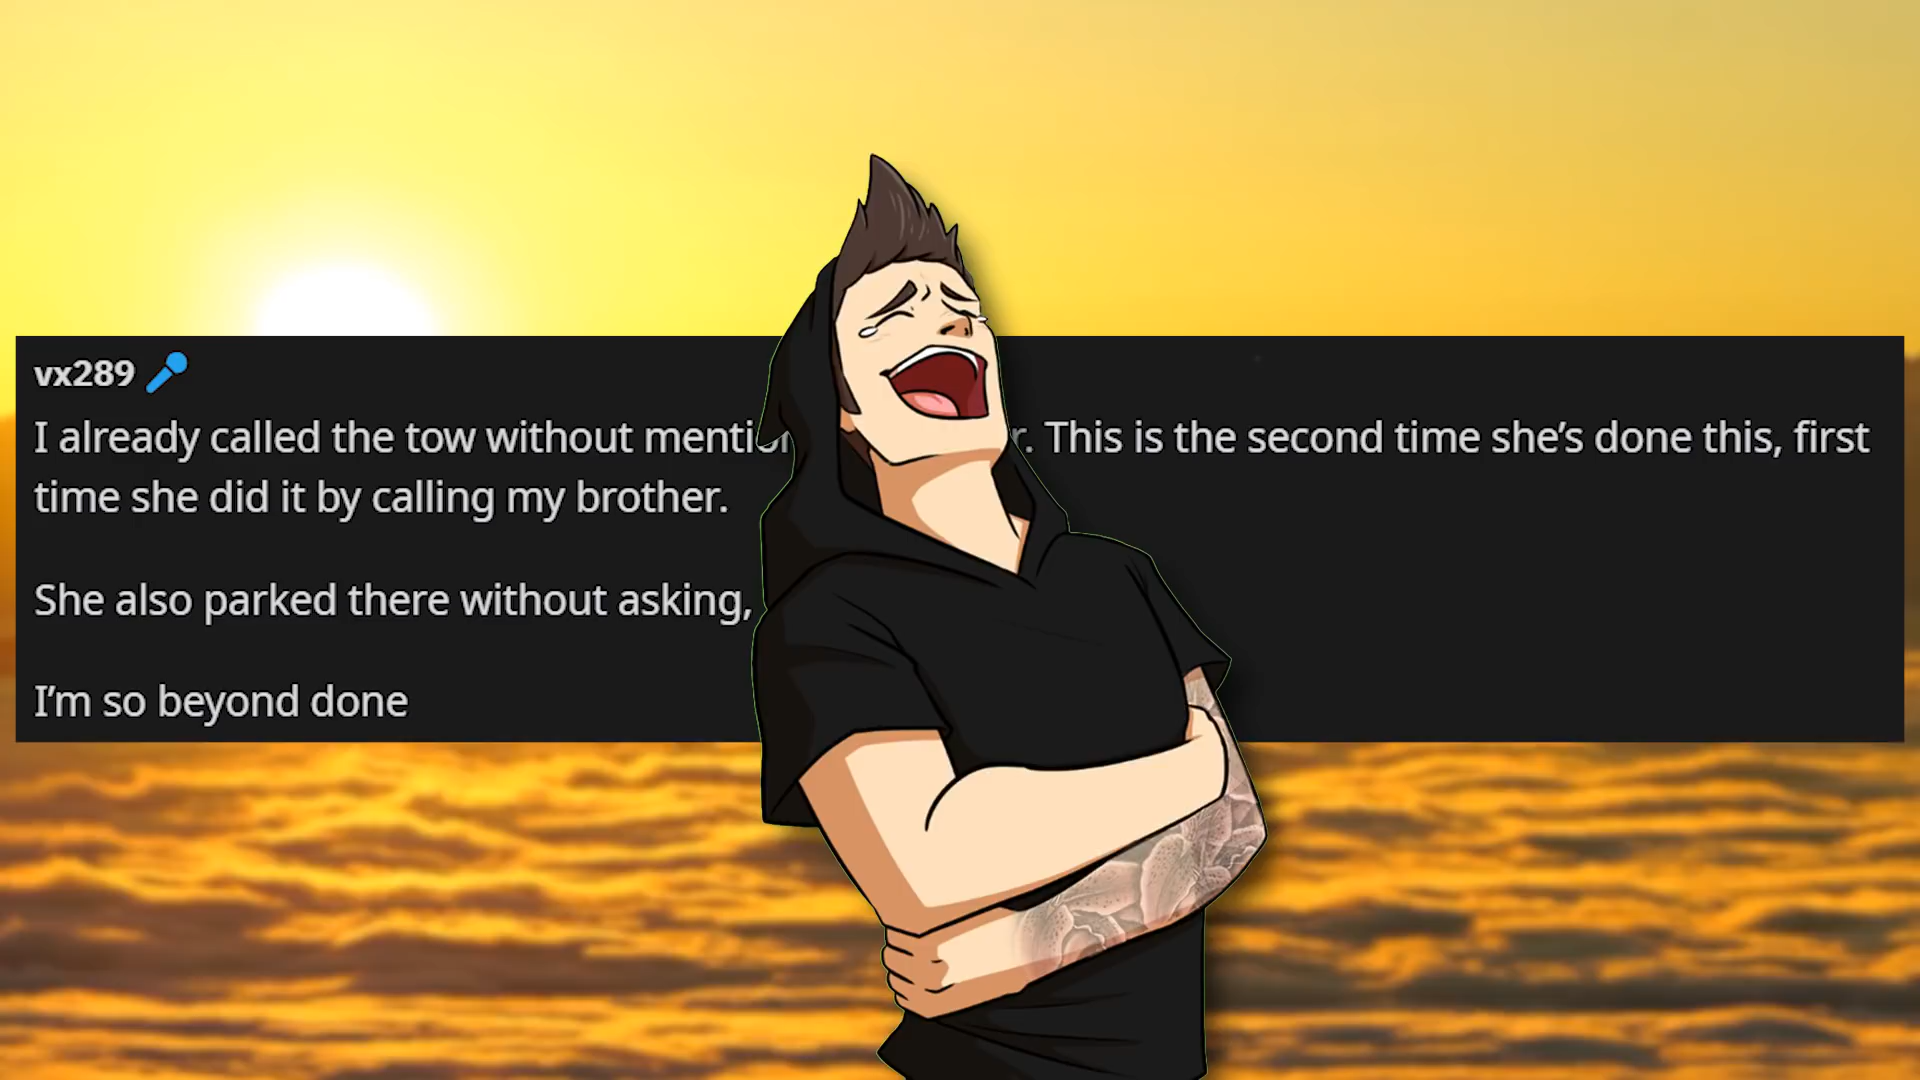 vx289
I already called the tow without r. This is the second time she’s done this, first
time she did it by calling my brother.
She also parked there without asking,
I’m so beyond done